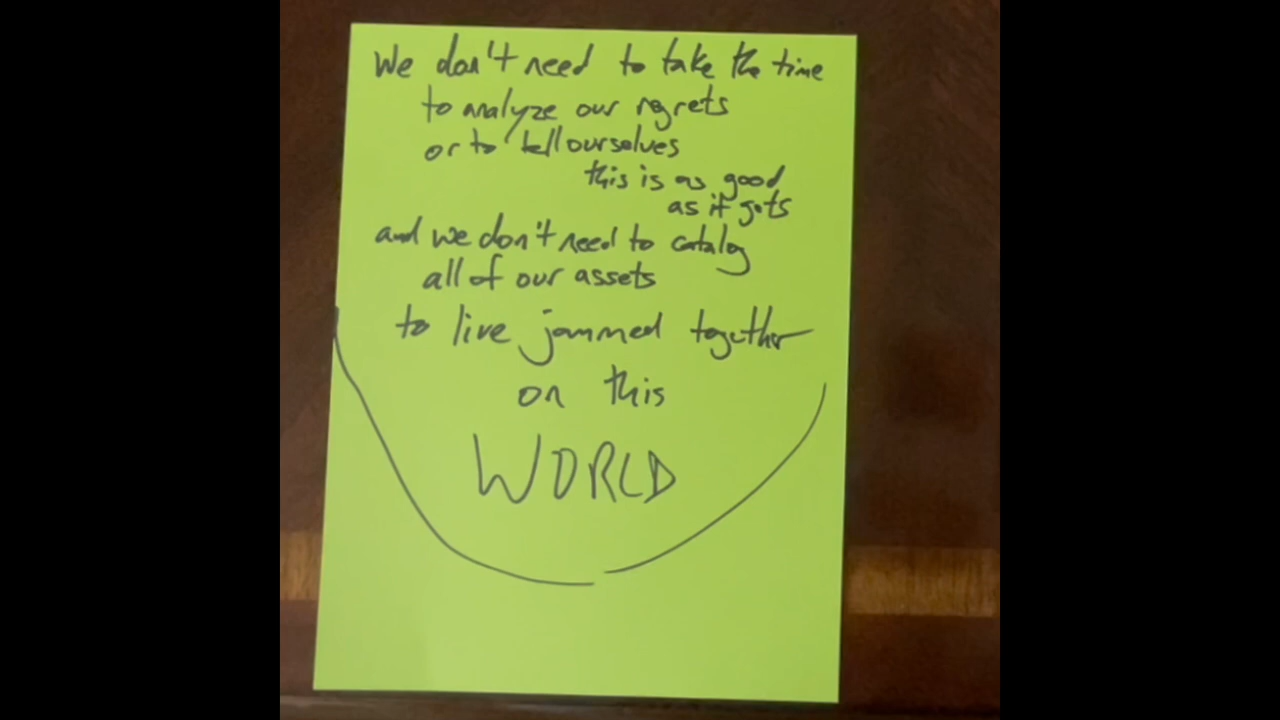 We don't need to take the time
to analyze our regrets
or to tell ourselves
this is as good
as it gets
and we don't need to catalog
all of our assets
to live jammed together
on this
WORLD